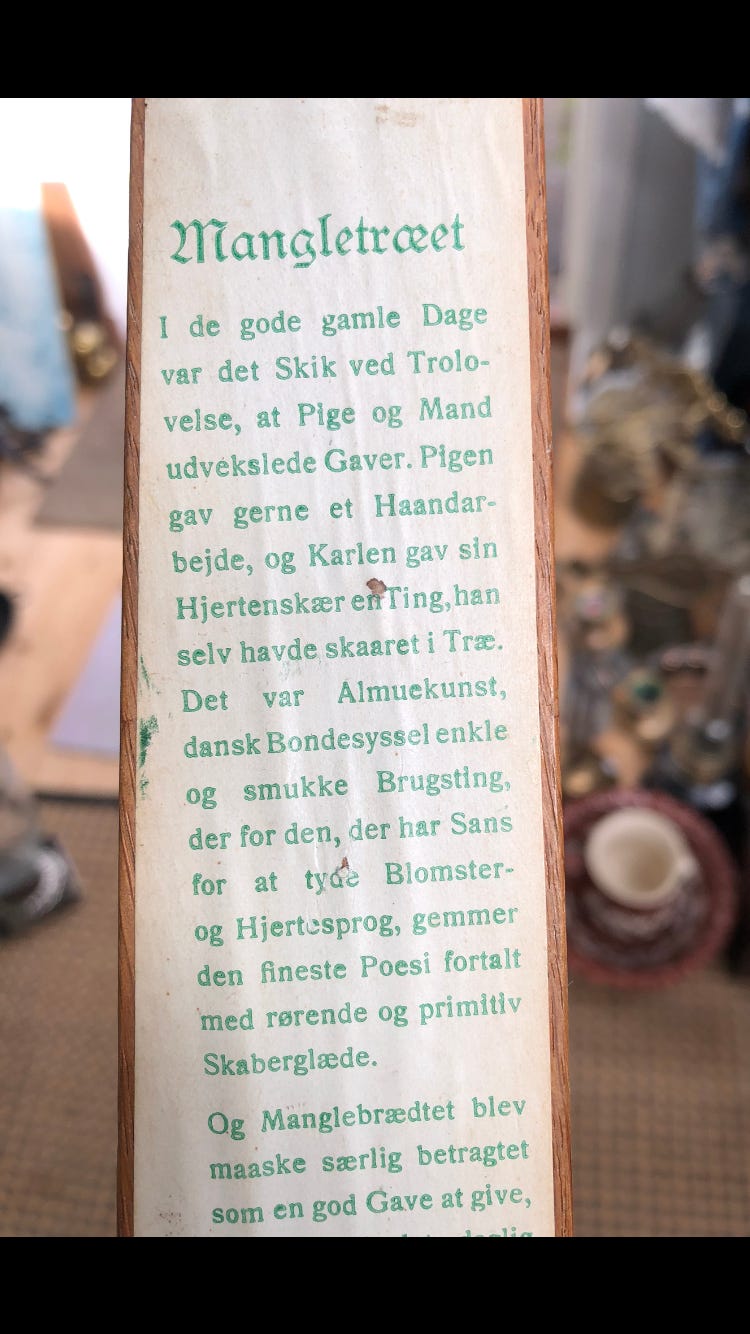 Mangletræet
I de gode gamle Dage
var det Skik ved Trolo-
velse, at Pige og Mand
udvekslede Gaver. Pigen
gav gerne et Haandar-
bejde, og Karlen gav sin
Hjertenskær en Ting, han
selv havde skaaret i Træ.
Det var Almuekunst,
dansk Bondesyssel enkle
og smukke Brugsting,
der for den, der har Sans
for at tyde Blomster-
og Hjertesprog, gemmer
den fineste Poesi fortalt
med rørende og primitiv
Skaberglæde.
Og Manglebrædtet blev
maaske særlig betragtet
som en god Gave at give,